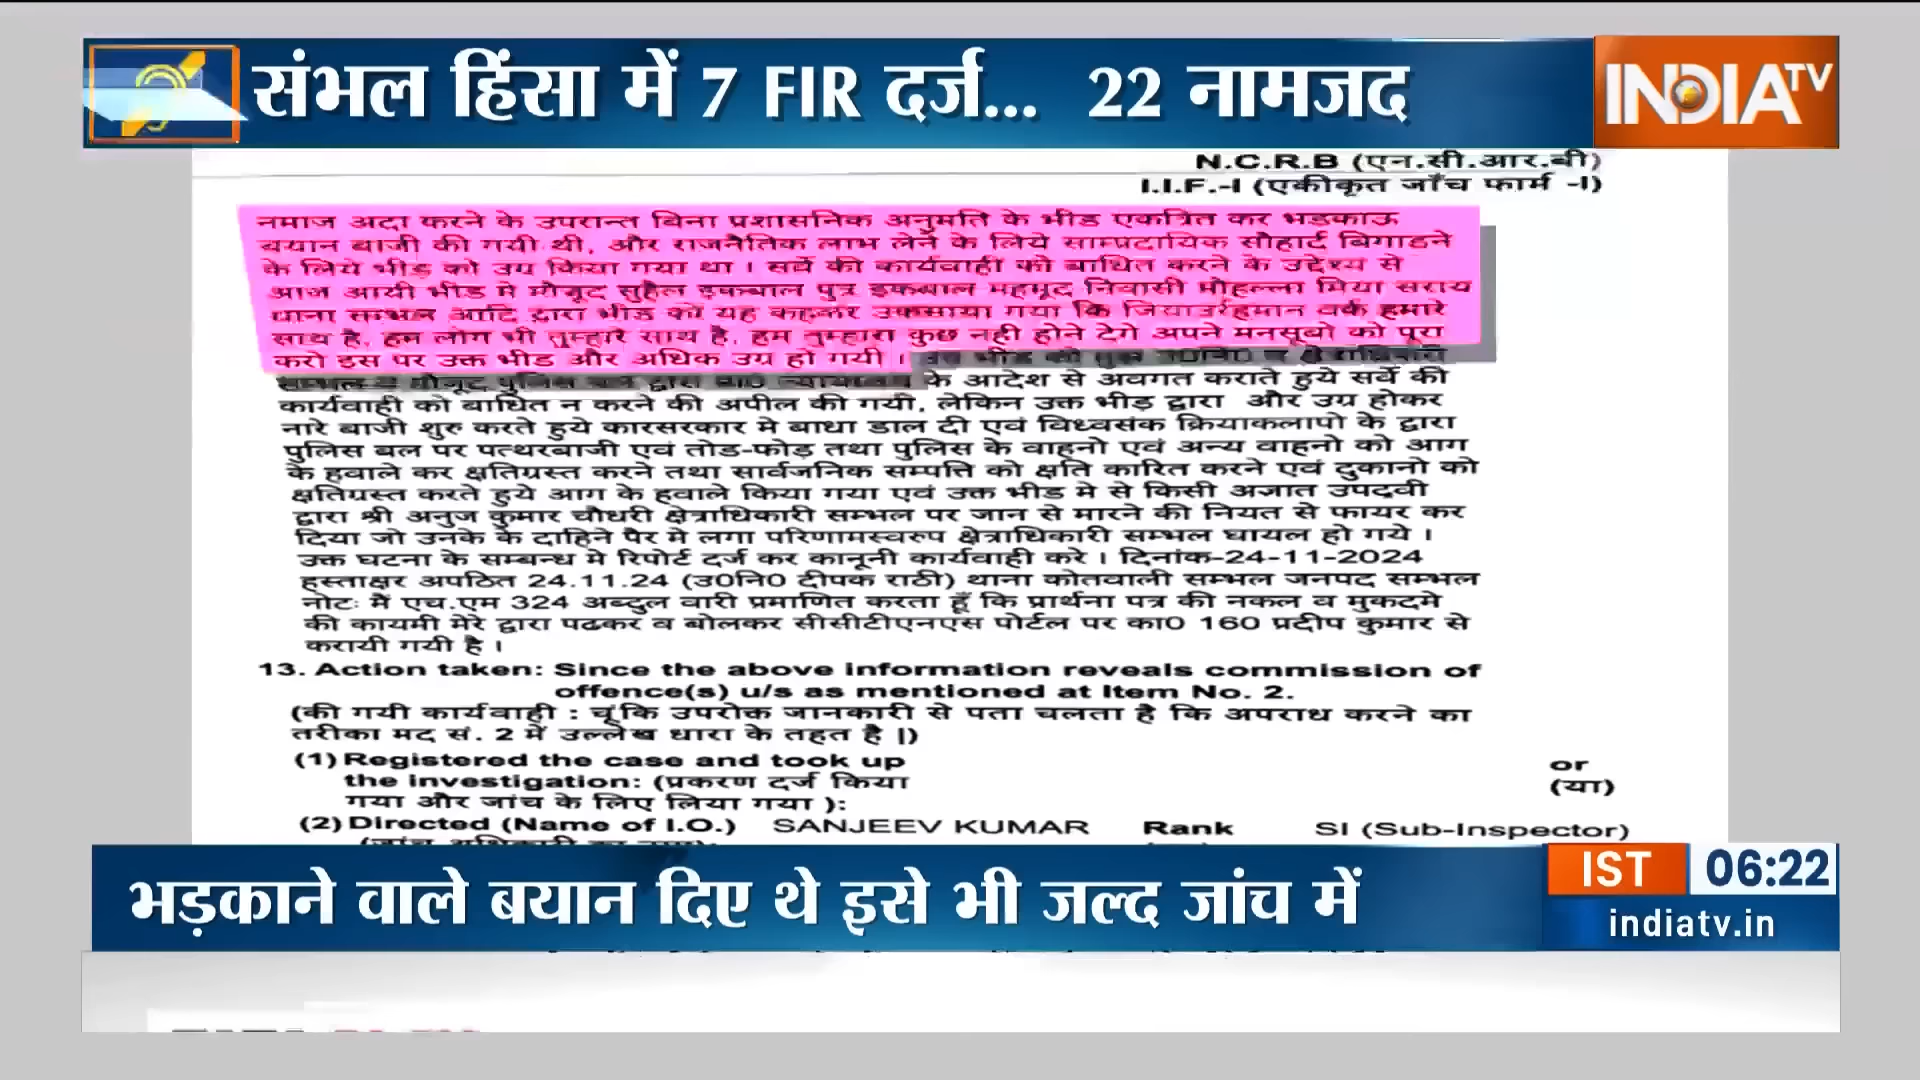 संभल हिंसा में 7 FIR दर्ज... 22 नामजद
INDIA TV
N.C.R.B (एन.सी.आर.बी)
I.I.F.-I (एकीकृत जाँच फार्म -I)
नमाज अदा करने के उपरान्त बिना प्रशासनिक अनुमति के भीड एकत्रित कर भडकाऊ
बयान बाजी की गयी थी, और राजनैतिक लाभ लेने के लिये साम्प्रदायिक सौहार्द बिगाडने
के लिये भीड़ को उग्र किया गया था । सर्वे की कार्यवाही को बाधित करने के उद्देश्य से
आज आयी भीड मे मौजूद सुहैल इकबाल पुत्र इकबाल महमूद निवासी मौहल्ला मिया सराय
थाना सम्भल आदि द्वारा भीड को यह कहकर उकसाया गया कि जियाउर्रहमान वर्क हमारे
साथ है, हम लोग भी तुम्हारे साथ है, हम तुम्हारा कुछ नही होने देगे अपने मनसूबो को पूरा
करो इस पर उक्त भीड और अधिक उग्र हो गयी ।
के आदेश से अवगत कराते हुये सर्वे की
कार्यवाही को बाधित न करने की अपील की गयी, लेकिन उक्त भीड़ द्वारा और उग्र होकर
नारे बाजी शुरु करते हुये कारसरकार मे बाधा डाल दी एवं विध्वसंक क्रियाकलापो के द्वारा
पुलिस बल पर पत्थरबाजी एवं तोड-फोड़ तथा पुलिस के वाहनो एवं अन्य वाहनो को आग
के हवाले कर क्षतिग्रस्त करने तथा सार्वजनिक सम्पत्ति को क्षति कारित करने एवं दुकानो को
क्षतिग्रस्त करते हुये आग के हवाले किया गया एवं उक्त भीड मे से किसी अज्ञात उपद्रवी
द्वारा श्री अनुज कुमार चौधरी क्षेत्राधिकारी सम्भल पर जान से मारने की नियत से फायर कर
दिया जो उनके के दाहिने पैर मे लगा परिणामस्वरुप क्षेत्राधिकारी सम्भल घायल हो गये ।
उक्त घटना के सम्बन्ध मे रिपोर्ट दर्ज कर कानूनी कार्यवाही करे । दिनांक-24-11-2024
हस्ताक्षर अपठित 24.11.24 (उ0नि0 दीपक राठी) थाना कोतवाली सम्भल जनपद सम्भल
नोटः मैं एच.एम 324 अब्दुल वारी प्रमाणित करता हूँ कि प्रार्थना पत्र की नकल व मुकदमे
की कायमी मेरे द्वारा पढकर व बोलकर सीसीटीएनएस पोर्टल पर का0 160 प्रदीप कुमार से
करायी गयी है ।
13. Action taken: Since the above information reveals commission of
offence(s) u/s as mentioned at Item No. 2.
(की गयी कार्यवाही : चूंकि उपरोक्त जानकारी से पता चलता है कि अपराध करने का
तरीका मद सं. 2 में उल्लेख धारा के तहत है |)
(1) Registered the case and took up or
the investigation: (प्रकरण दर्ज किया (या)
गया और जांच के लिए लिया गया ):
(2) Directed (Name of I.O.) SANJEEV KUMAR Rank SI (Sub-Inspector)
भड़काने वाले बयान दिए थे इसे भी जल्द जांच में
IST 06:22
indiatv.in